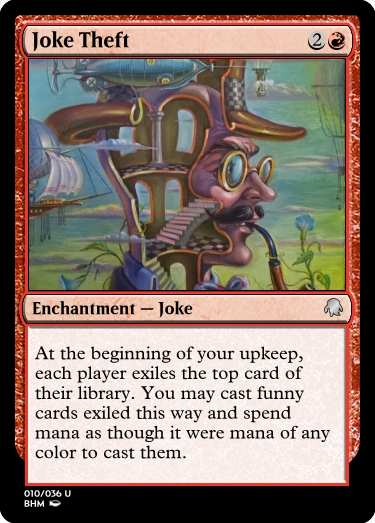 Joke Theft 2
Enchantment — Joke
At the beginning of your upkeep,
each player exiles the top card of
their library. You may cast funny
cards exiled this way and spend
mana as though it were mana of any
color to cast them.
010/036 U
BHM